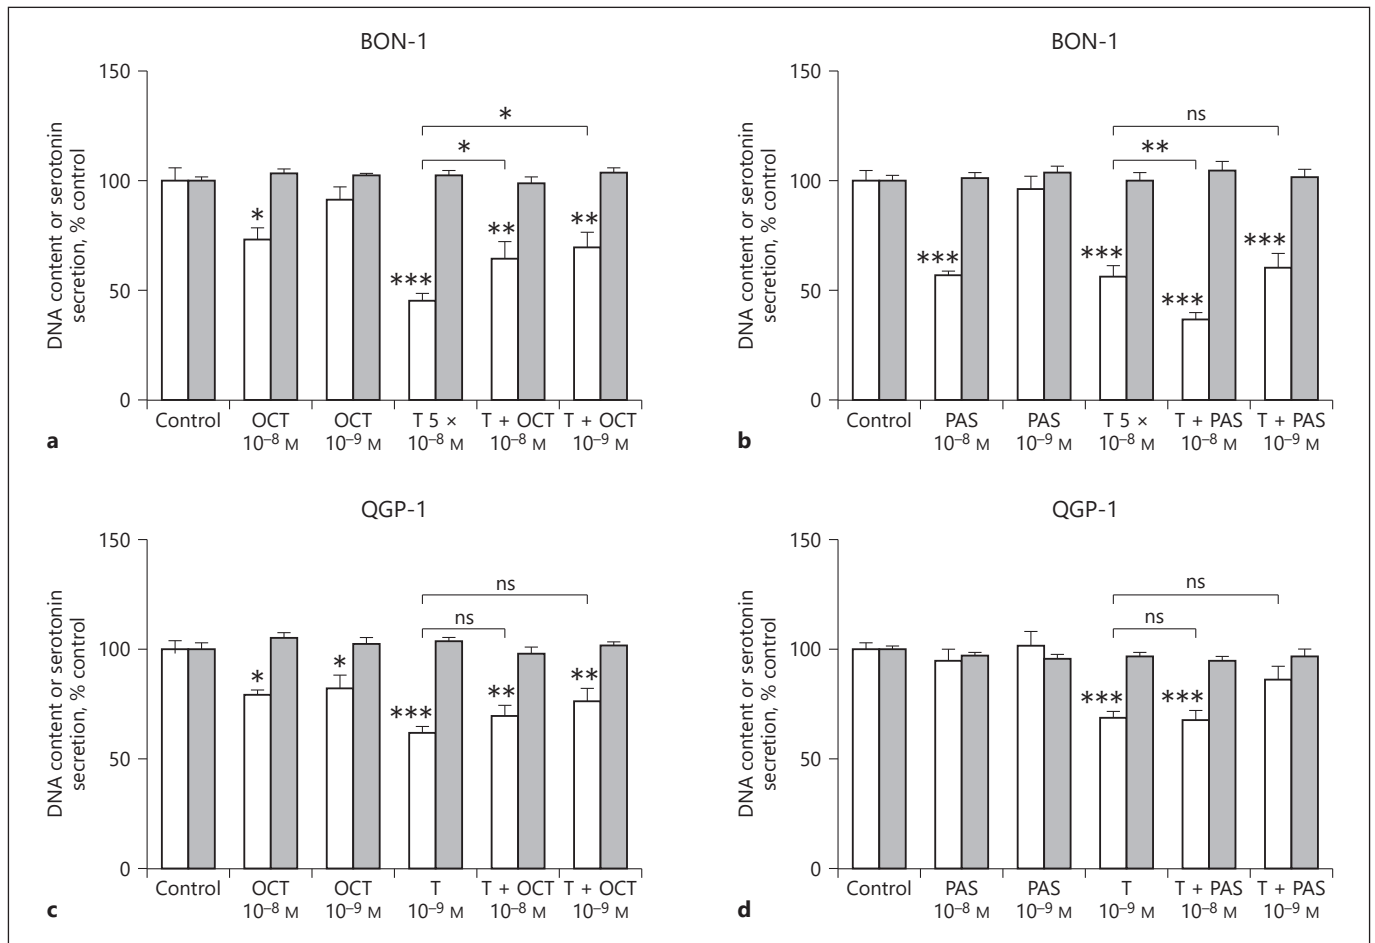 BON-1
DNA content or serotonin
secretion, % control
150
100
50
0
*
***
**
**
*
*
Control
OCT
10⁻⁸ M
OCT
10⁻⁹ M
T 5 ×
10⁻⁸ M
T + OCT
10⁻⁸ M
T + OCT
10⁻⁹ M
a
BON-1
DNA content or serotonin
secretion, % control
150
100
50
0
***
***
***
***
**
ns
Control
PAS
10⁻⁸ M
PAS
10⁻⁹ M
T 5 ×
10⁻⁸ M
T + PAS
10⁻⁸ M
T + PAS
10⁻⁹ M
b
QGP-1
DNA content or serotonin
secretion, % control
150
100
50
0
*
*
***
**
**
ns
ns
Control
OCT
10⁻⁸ M
OCT
10⁻⁹ M
T
10⁻⁹ M
T + OCT
10⁻⁸ M
T + OCT
10⁻⁹ M
c
QGP-1
DNA content or serotonin
secretion, % control
150
100
50
0
***
***
ns
ns
Control
PAS
10⁻⁸ M
PAS
10⁻⁹ M
T
10⁻⁹ M
T + PAS
10⁻⁸ M
T + PAS
10⁻⁹ M
d